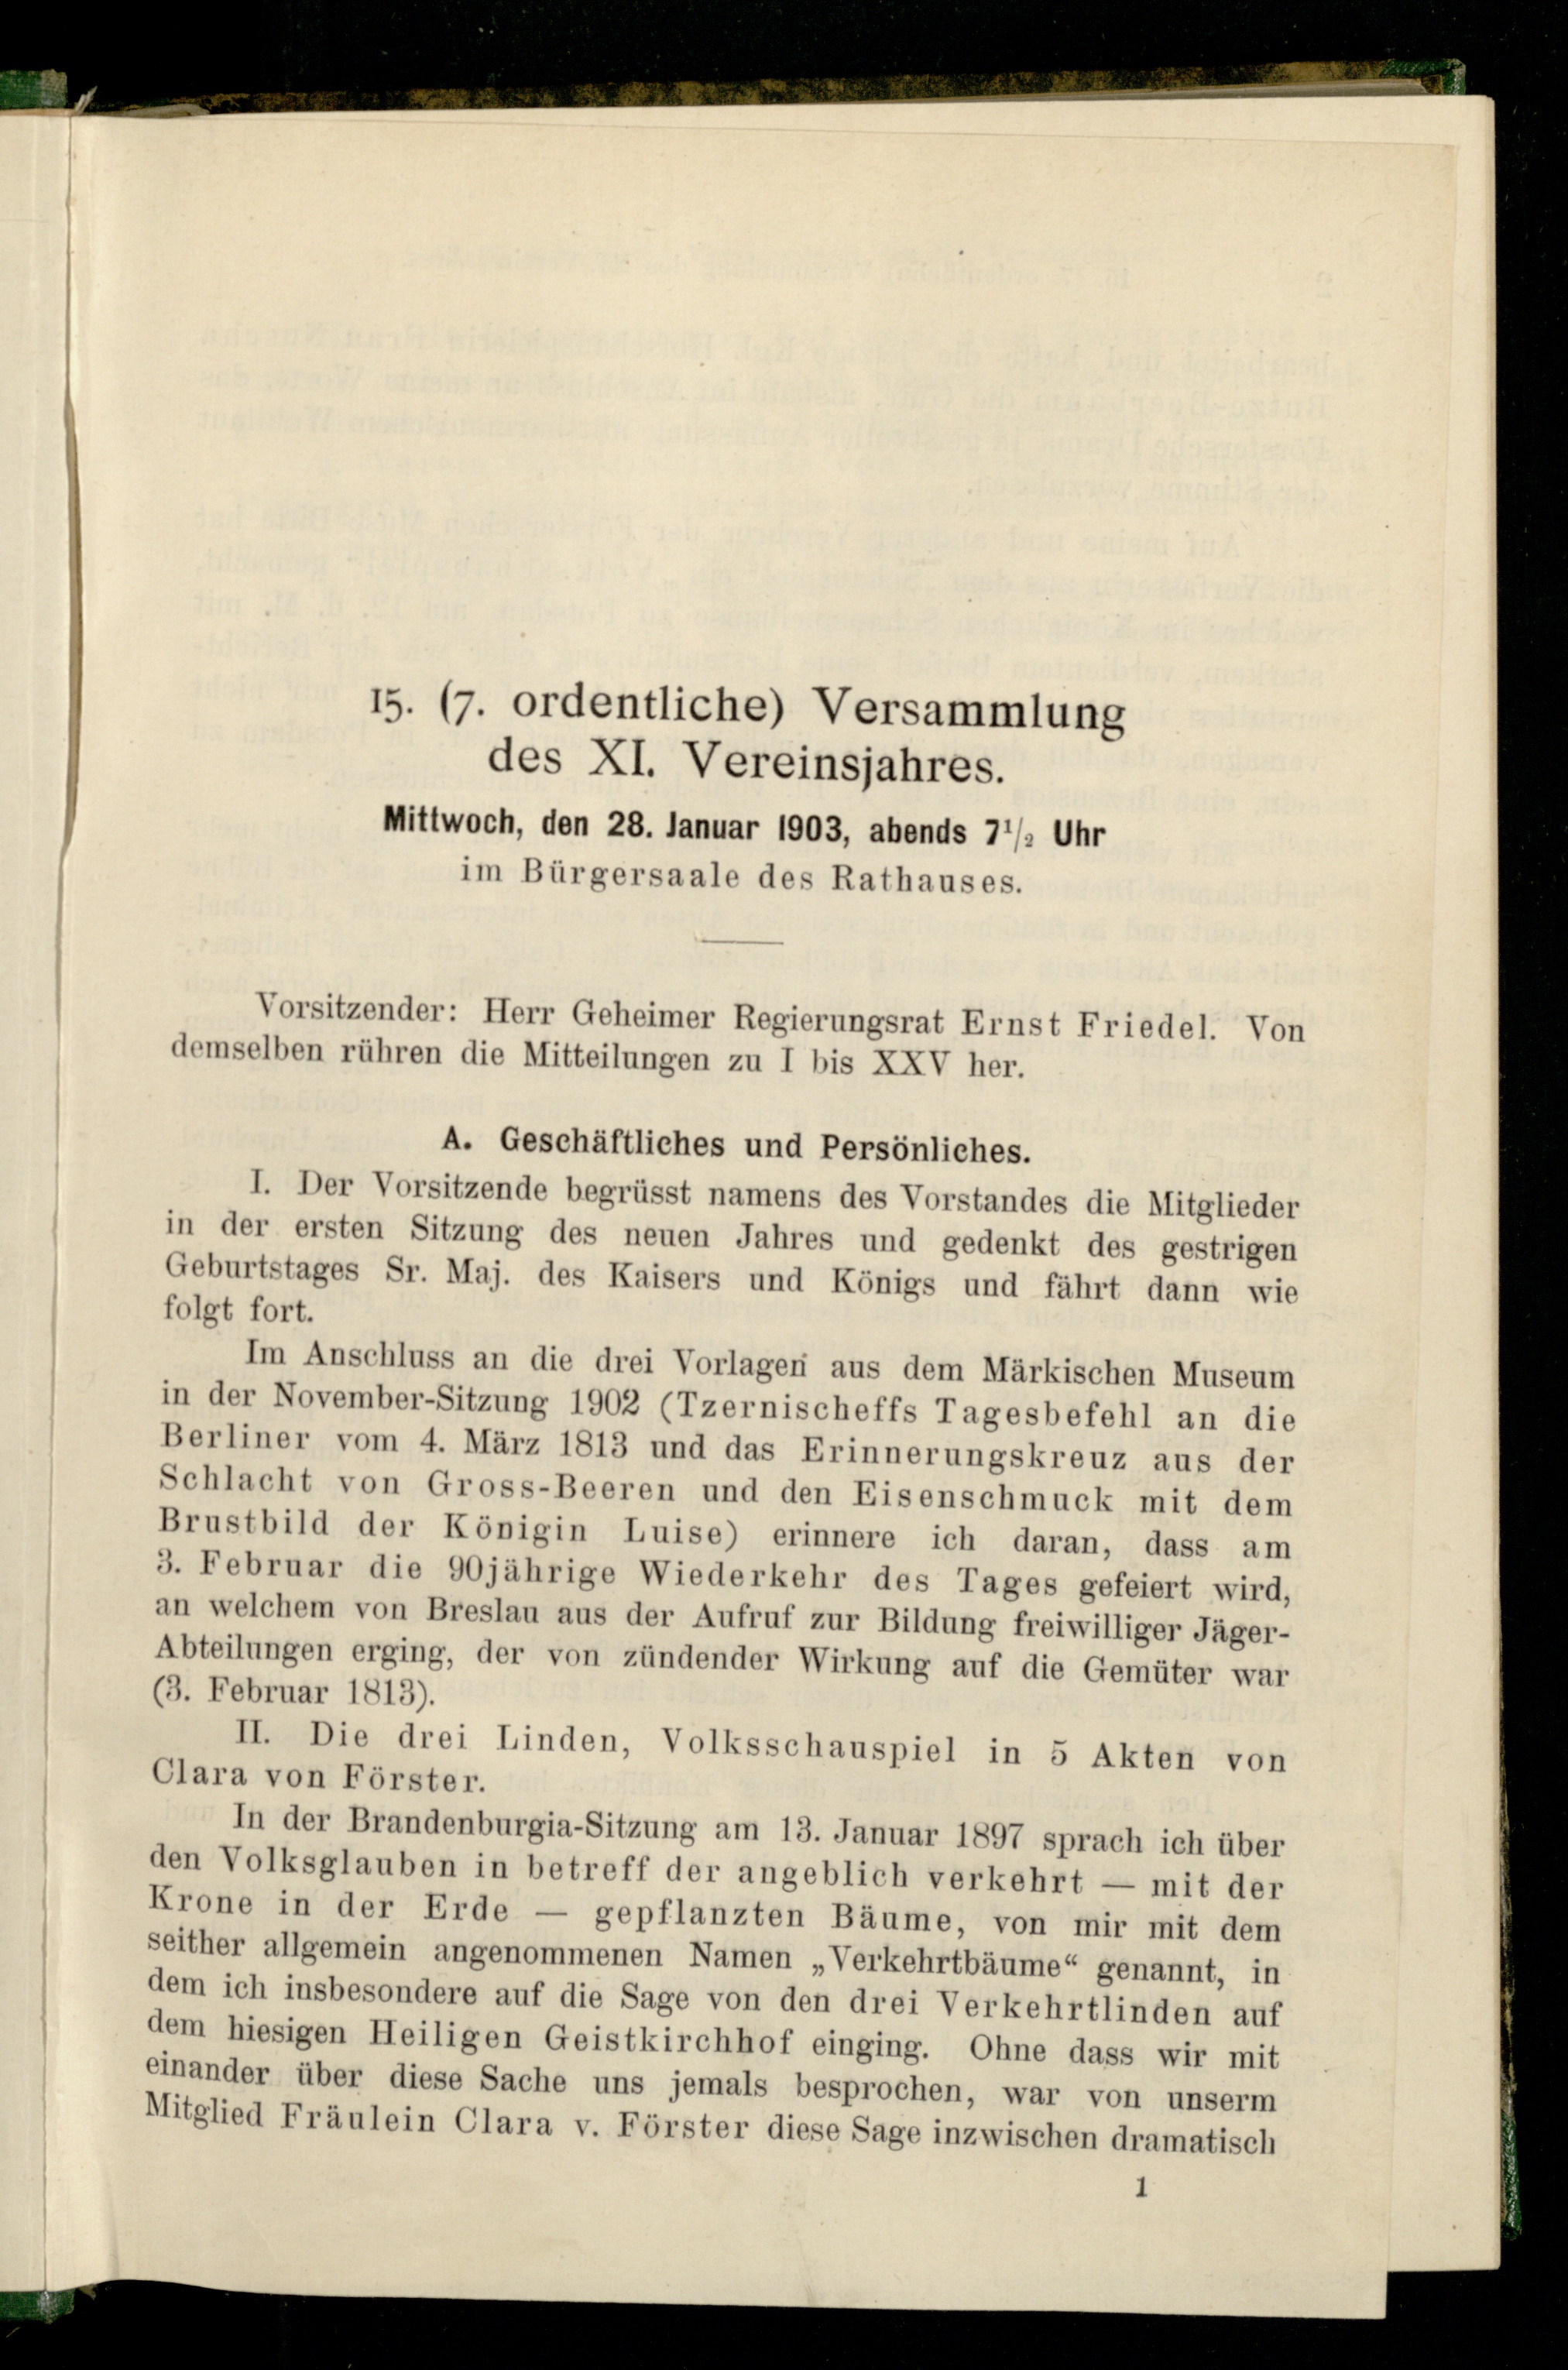 15. (7. ordentliche) Versammlung
des XI. Vereinsjahres.
Mittwoch, den 28. Januar 1903, abends 7¹/₂ Uhr
im Bürgersaale des Rathauses.
Vorsitzender: Herr Geheimer Regierungsrat Ernst Friedel. Von
demselben rühren die Mitteilungen zu I bis XXV her.
A. Geschäftliches und Persönliches.
I. Der Vorsitzende begrüsst namens des Vorstandes die Mitglieder
in der ersten Sitzung des neuen Jahres und gedenkt des gestrigen
Geburtstages Sr. Maj. des Kaisers und Königs und fährt dann wie
folgt fort.
Im Anschluss an die drei Vorlagen aus dem Märkischen Museum
in der November-Sitzung 1902 (Tzernischeffs Tagesbefehl an die
Berliner vom 4. März 1813 und das Erinnerungskreuz aus der
Schlacht von Gross-Beeren und den Eisenschmuck mit dem
Brustbild der Königin Luise) erinnere ich daran, dass am
3. Februar die 90jährige Wiederkehr des Tages gefeiert wird,
an welchem von Breslau aus der Aufruf zur Bildung freiwilliger Jäger-
Abteilungen erging, der von zündender Wirkung auf die Gemüter war
(3. Februar 1813).
II. Die drei Linden, Volksschauspiel in 5 Akten von
Clara von Förster.
In der Brandenburgia-Sitzung am 13. Januar 1897 sprach ich über
den Volksglauben in betreff der angeblich verkehrt — mit der
Krone in der Erde — gepflanzten Bäume, von mir mit dem
seither allgemein angenommenen Namen „Verkehrtbäume“ genannt, in
dem ich insbesondere auf die Sage von den drei Verkehrtlinden auf
dem hiesigen Heiligen Geistkirchhof einging. Ohne dass wir mit
einander über diese Sache uns jemals besprochen, war von unserm
Mitglied Fräulein Clara v. Förster diese Sage inzwischen dramatisch
1